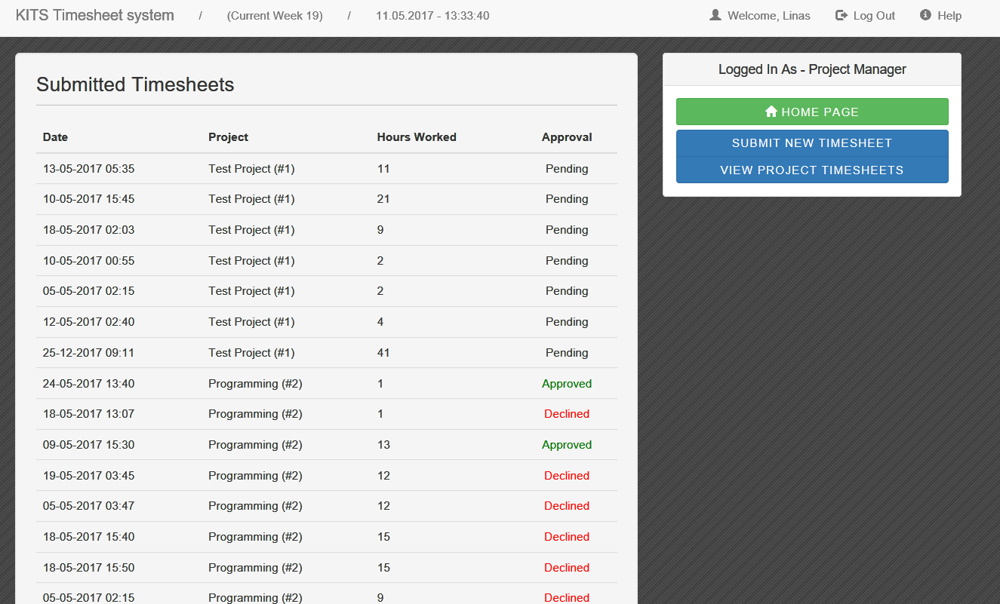 KITS Timesheet system / (Current Week 19) / 11.05.2017 - 13:33:40 Welcome, Linas Log Out Help
Submitted Timesheets
Date Project Hours Worked Approval
13-05-2017 05:35 Test Project (#1) 11 Pending
10-05-2017 15:45 Test Project (#1) 21 Pending
18-05-2017 02:03 Test Project (#1) 9 Pending
10-05-2017 00:55 Test Project (#1) 2 Pending
05-05-2017 02:15 Test Project (#1) 2 Pending
12-05-2017 02:40 Test Project (#1) 4 Pending
25-12-2017 09:11 Test Project (#1) 41 Pending
24-05-2017 13:40 Programming (#2) 1 Approved
18-05-2017 13:07 Programming (#2) 1 Declined
09-05-2017 15:30 Programming (#2) 13 Approved
19-05-2017 03:45 Programming (#2) 12 Declined
05-05-2017 03:47 Programming (#2) 12 Declined
18-05-2017 15:40 Programming (#2) 15 Declined
18-05-2017 15:50 Programming (#2) 15 Declined
05-05-2017 02:15 Programming (#2) 9 Declined
Logged In As - Project Manager
HOME PAGE
SUBMIT NEW TIMESHEET
VIEW PROJECT TIMESHEETS